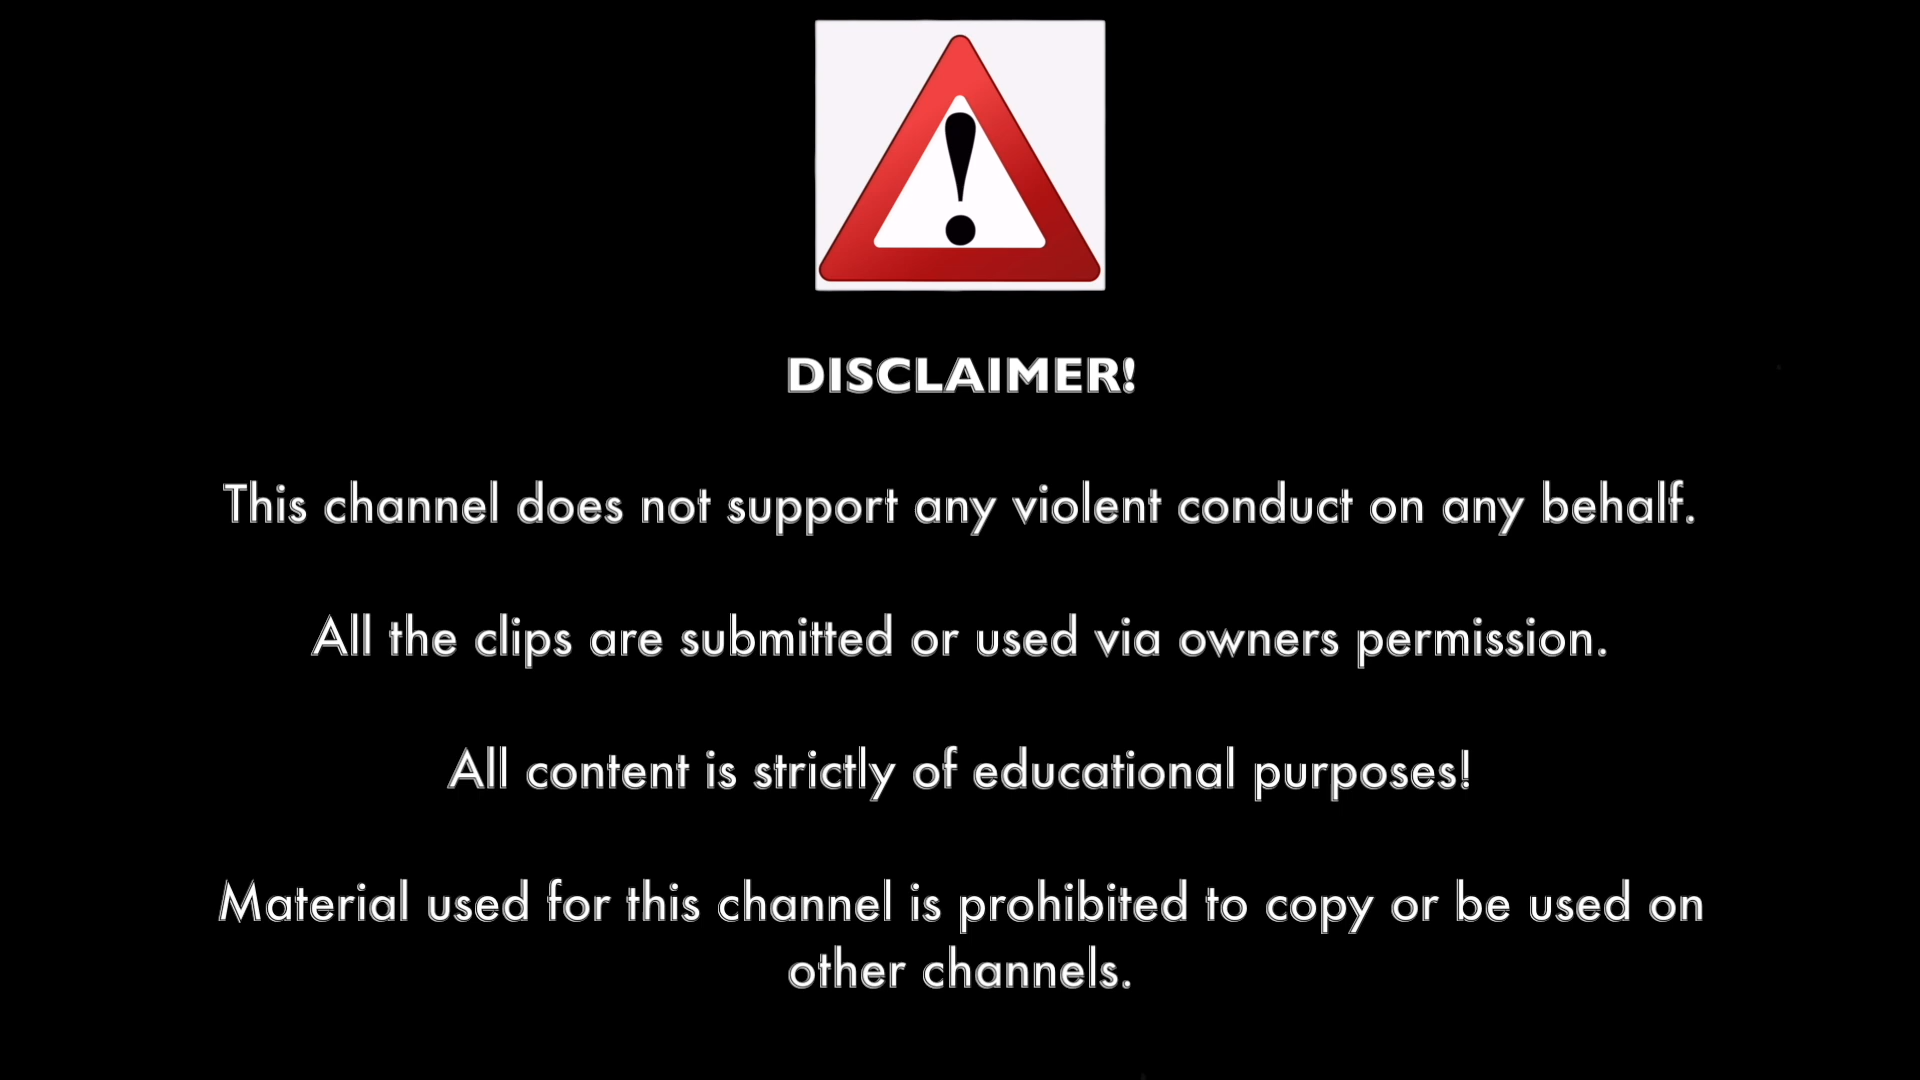 DISCLAIMER!
This channel does not support any violent conduct on any behalf.
All the clips are submitted or used via owners permission.
All content is strictly of educational purposes!
Material used for this channel is prohibited to copy or be used on
other channels.